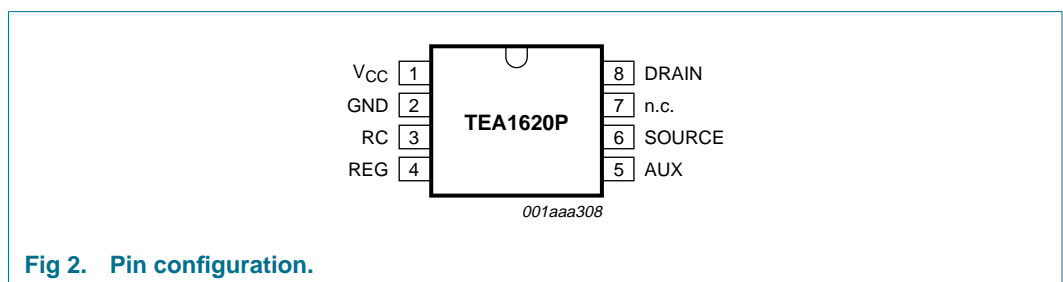 VCC 1 8 DRAIN
GND 2 TEA1620P 7 n.c.
RC 3 6 SOURCE
REG 4 5 AUX
001aaa308
Fig 2. Pin configuration.